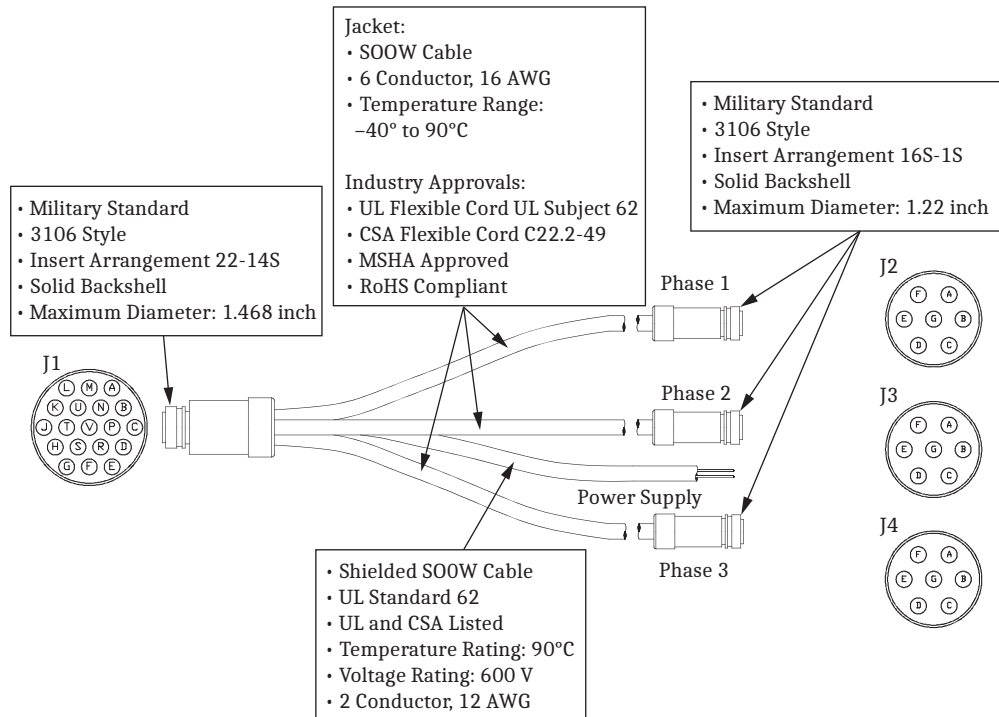 Jacket:
• SOOW Cable
• 6 Conductor, 16 AWG
• Temperature Range:
−40° to 90°C
Industry Approvals:
• UL Flexible Cord UL Subject 62
• CSA Flexible Cord C22.2-49
• MSHA Approved
• RoHS Compliant
• Military Standard
• 3106 Style
• Insert Arrangement 16S-1S
• Solid Backshell
• Maximum Diameter: 1.22 inch
• Military Standard
• 3106 Style
• Insert Arrangement 22-14S
• Solid Backshell
• Maximum Diameter: 1.468 inch
J1
L M A
K U N B
J T V P C
H S R D
G F E
Phase 1
Phase 2
Power Supply
Phase 3
J2
F A
E G B
D C
J3
F A
E G B
D C
J4
F A
E G B
D C
• Shielded SO0W Cable
• UL Standard 62
• UL and CSA Listed
• Temperature Rating: 90°C
• Voltage Rating: 600 V
• 2 Conductor, 12 AWG